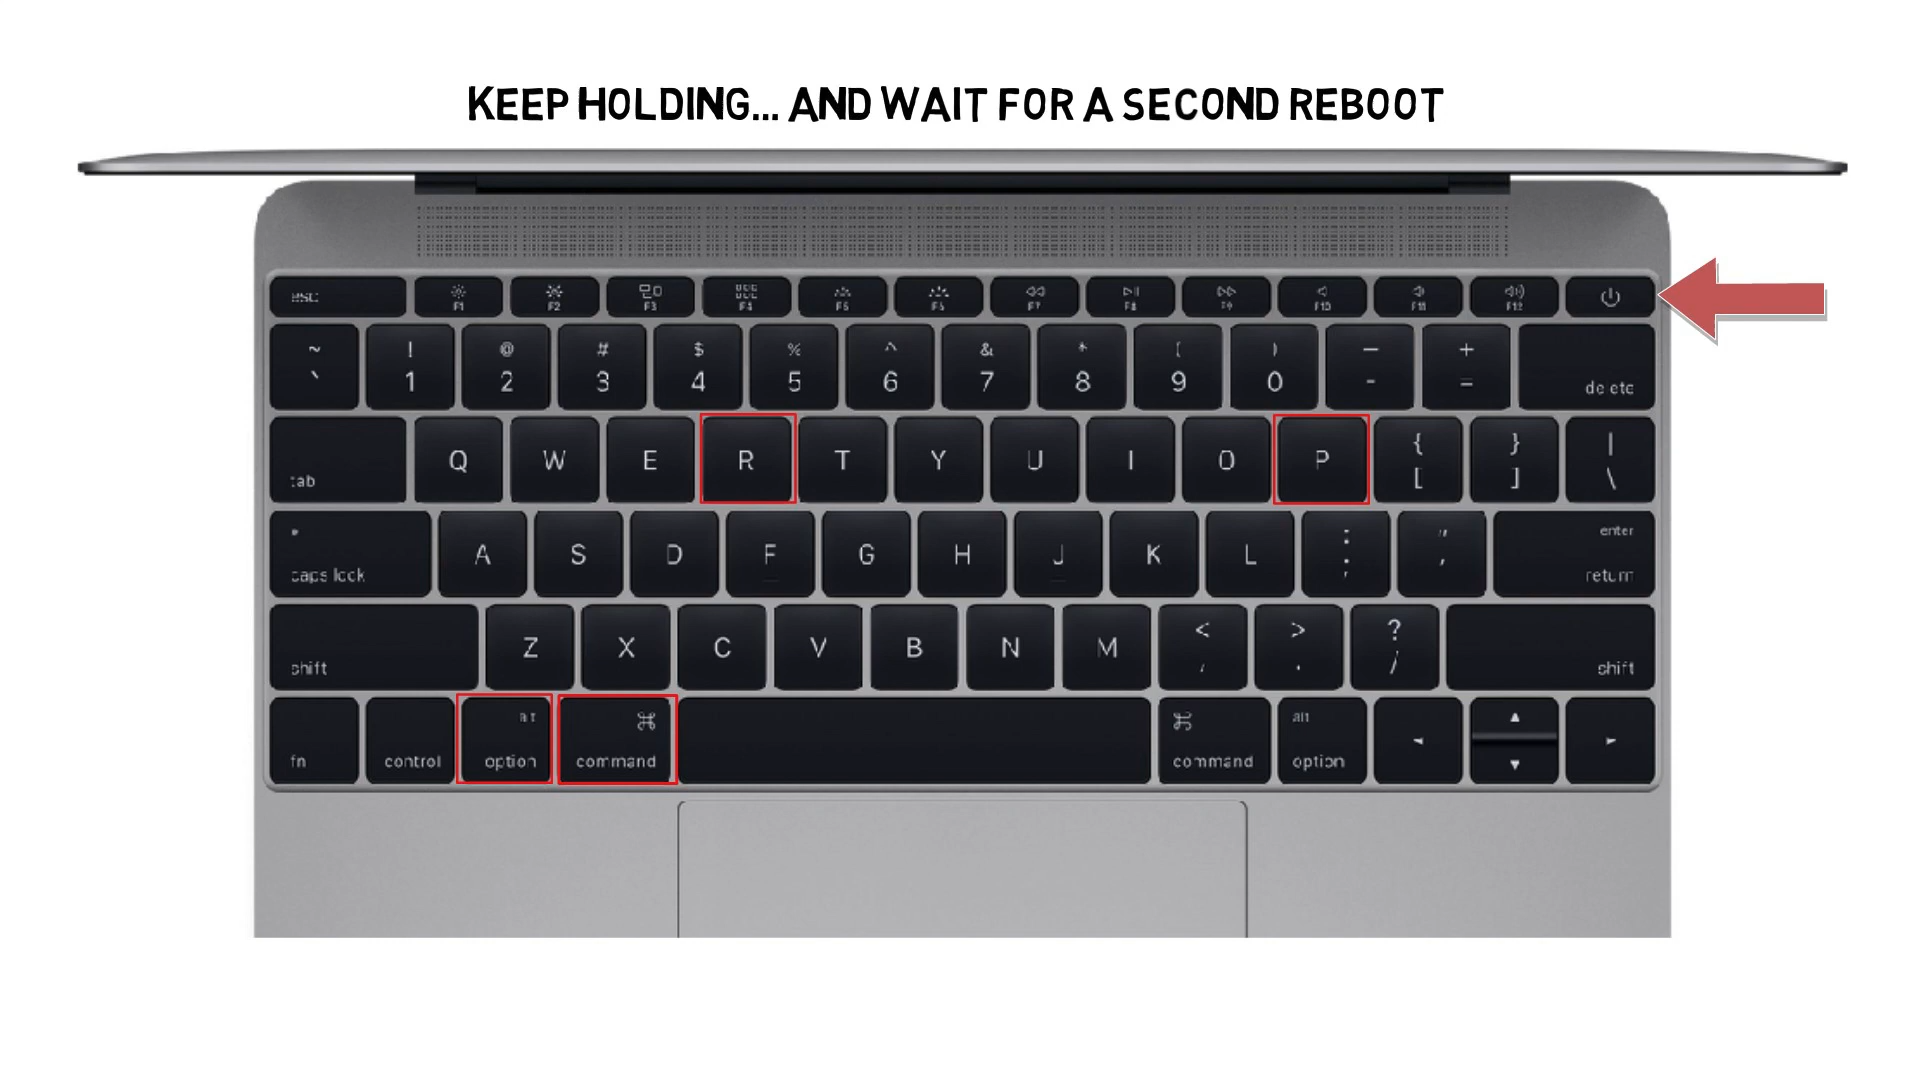 KEEP HOLDING... AND WAIT FOR A SECOND REBOOT
esc F1 F2 F3 F4 F5 F6 F7 F8 F9 F10 F11 F12
~ ! @ # $ % ^ & * ( ) — +
` 1 2 3 4 5 6 7 8 9 0 - = delete
Q W E R T Y U I O P { } |
tab [ ] \
A S D F G H J K L : " enter
caps lock ; ' return
Z X C V B N M < > ?
shift , . / shift
alt ⌘ ⌘ alt
fn control option command command option